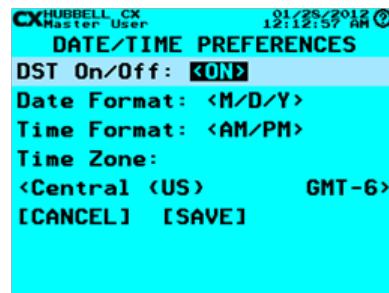 CX HUBBELL CX 01/28/2012
Master User 12:12:57 AM ?
DATE/TIME PREFERENCES
DST On/Off: <ON>
Date Format: <M/D/Y>
Time Format: <AM/PM>
Time Zone:
<Central (US) GMT-6>
[CANCEL] [SAVE]